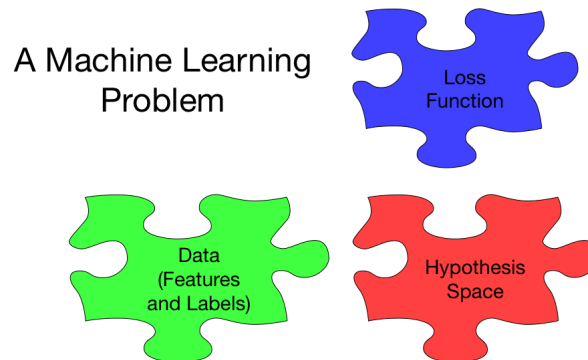 A Machine Learning
Problem
Loss
Function
Data
(Features
and Labels)
Hypothesis
Space